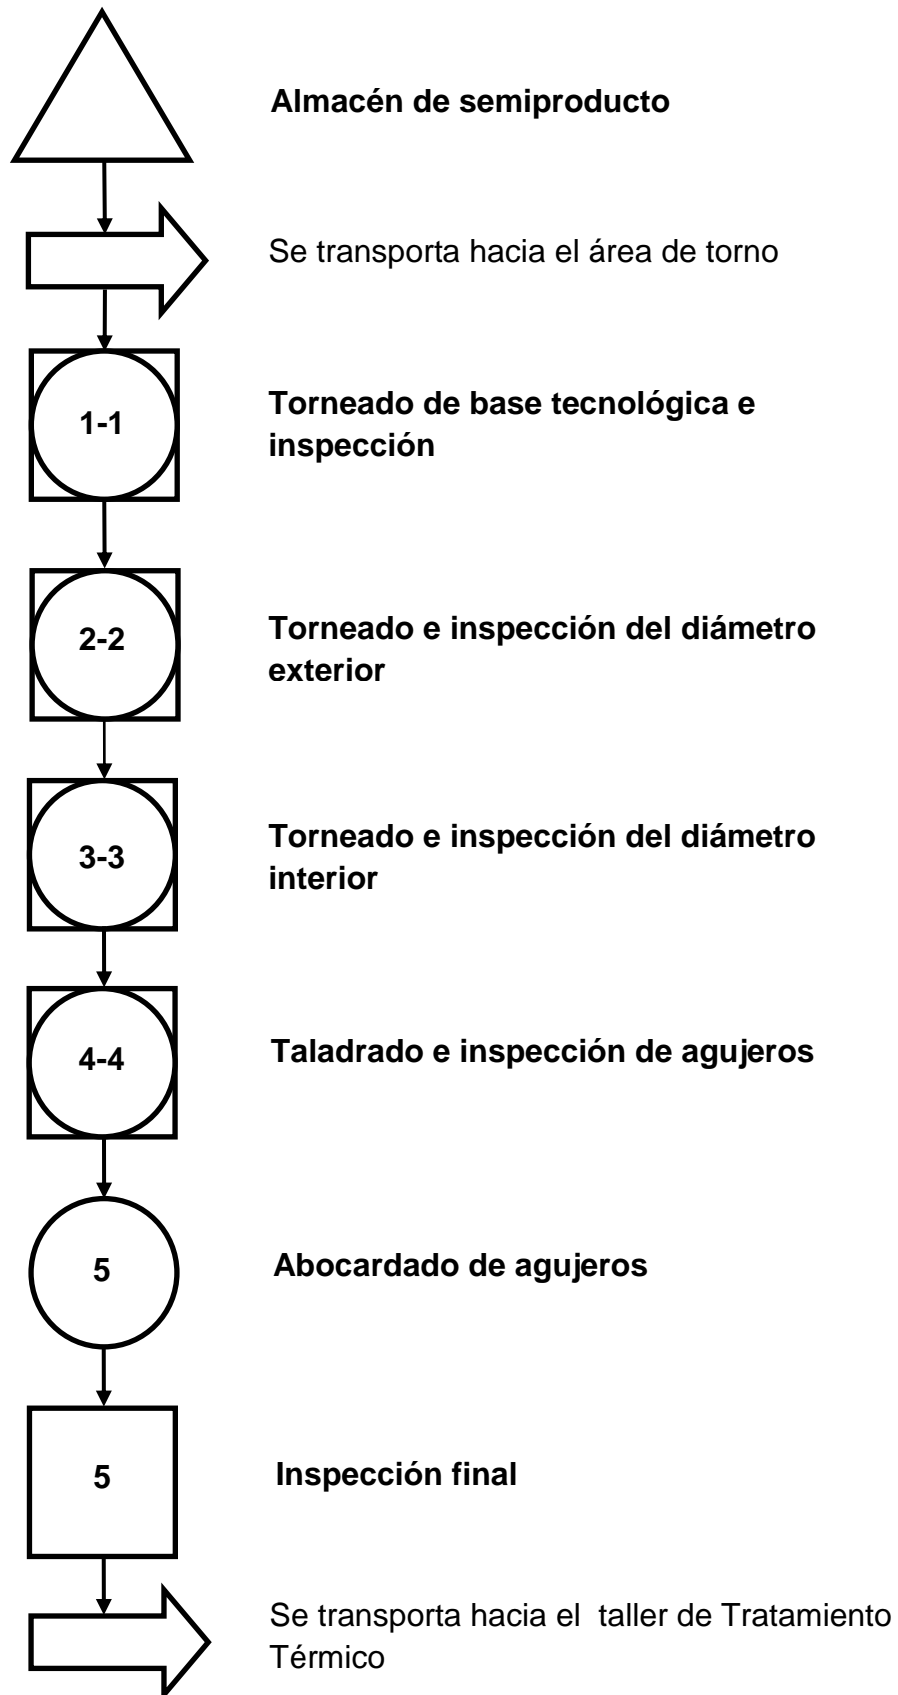 Almacén de semiproducto
Se transporta hacia el área de torno
1-1
Torneado de base tecnológica e
inspección
2-2
Torneado e inspección del diámetro
exterior
3-3
Torneado e inspección del diámetro
interior
4-4
Taladrado e inspección de agujeros
5
Abocardado de agujeros
5
Inspección final
Se transporta hacia el taller de Tratamiento
Térmico